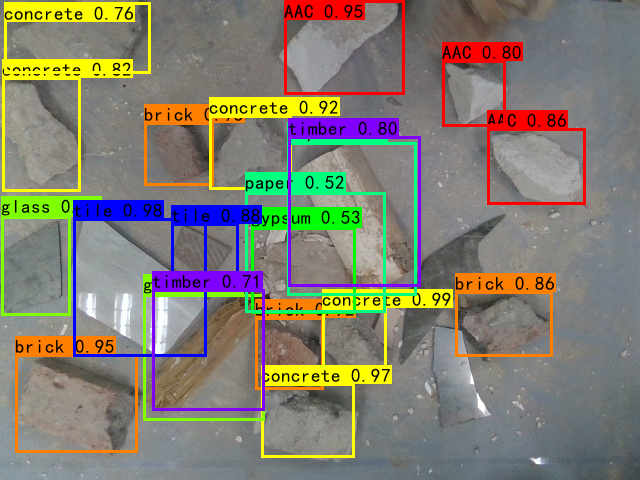 concrete 0.76
AAC 0.95
AAC 0.80
concrete 0.82
brick
concrete 0.92
AAC 0.86
timber 0.80
paper 0.52
glass
tile 0.98
tile 0.88
gypsum 0.53
timber 0.71
brick 0.86
concrete 0.99
brick
brick 0.95
concrete 0.97